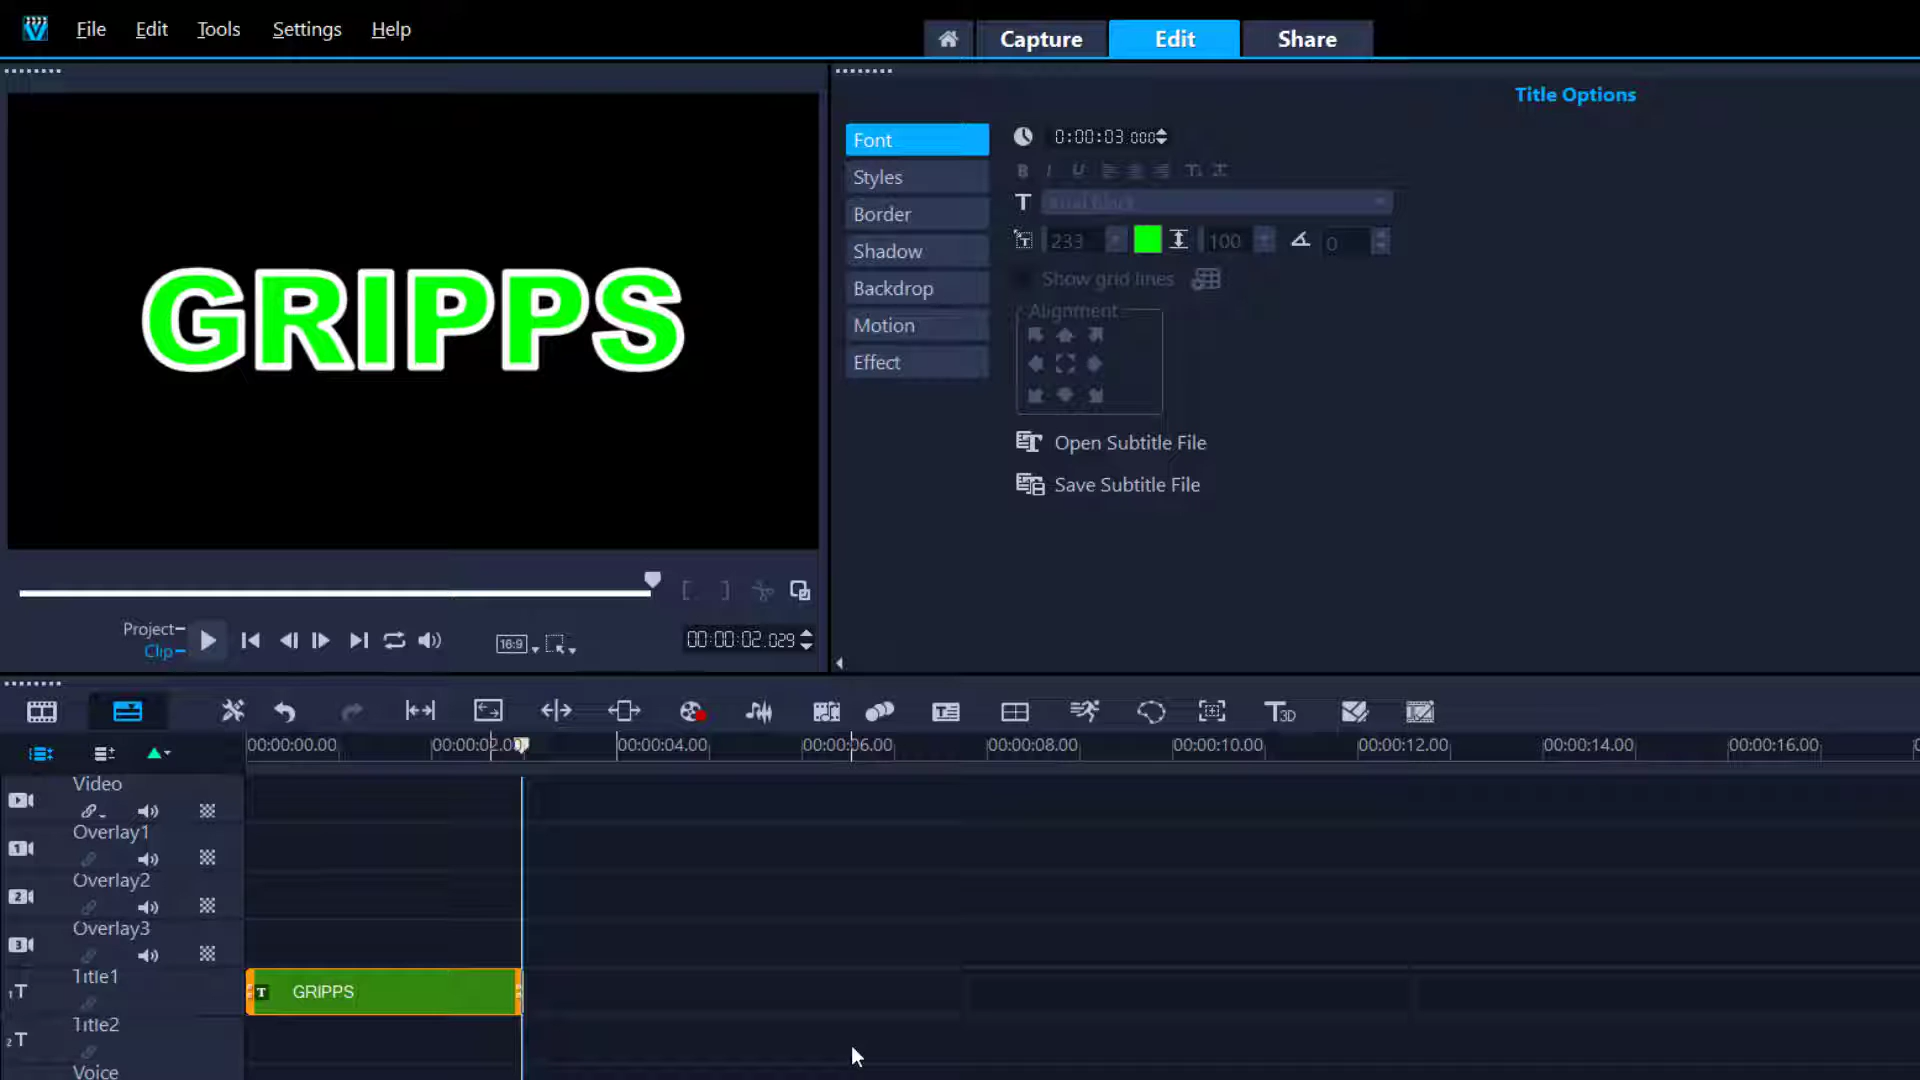 File Edit Tools Settings Help
Capture Edit Share
Title Options
Font
Styles
Border
Shadow
Backdrop
Motion
Effect
0:00:03 000
B I U
Arial Black
233 100 0
Show grid lines
Alignment
Open Subtitle File
Save Subtitle File
GRIPPS
Project
Clip
16:9
00:00:02.029
T3D
00:00:00.00 00:00:02.00 00:00:04.00 00:00:06.00 00:00:08.00 00:00:10.00 00:00:12.00 00:00:14.00 00:00:16.00
Video
Overlay1
Overlay2
Overlay3
Title1
GRIPPS
Title2
Voice